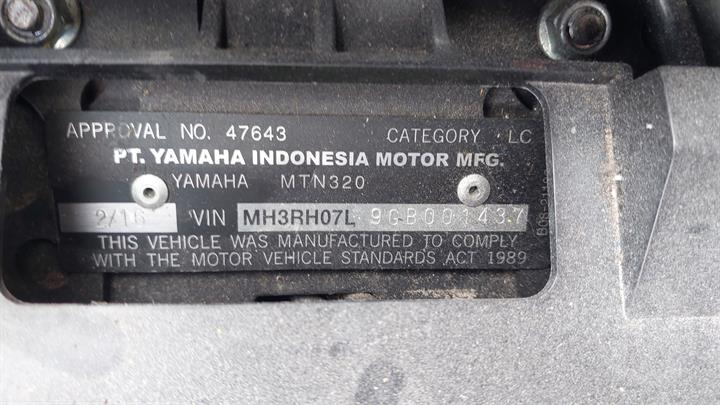 APPROVAL NO. 47643 CATEGORY LC
PT. YAMAHA INDONESIA MOTOR MFG.
YAMAHA MTN320
2/16 VIN MH3RH07L 9GB001437
THIS VEHICLE WAS MANUFACTURED TO COMPLY
WITH THE MOTOR VEHICLE STANDARDS ACT 1989